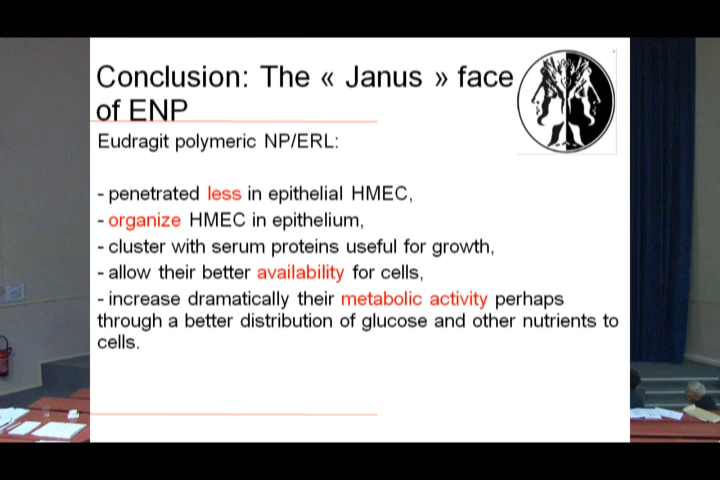 Conclusion: The « Janus » face
of ENP
Eudragit polymeric NP/ERL:
- penetrated less in epithelial HMEC,
- organize HMEC in epithelium,
- cluster with serum proteins useful for growth,
- allow their better availability for cells,
- increase dramatically their metabolic activity perhaps
through a better distribution of glucose and other nutrients to
cells.